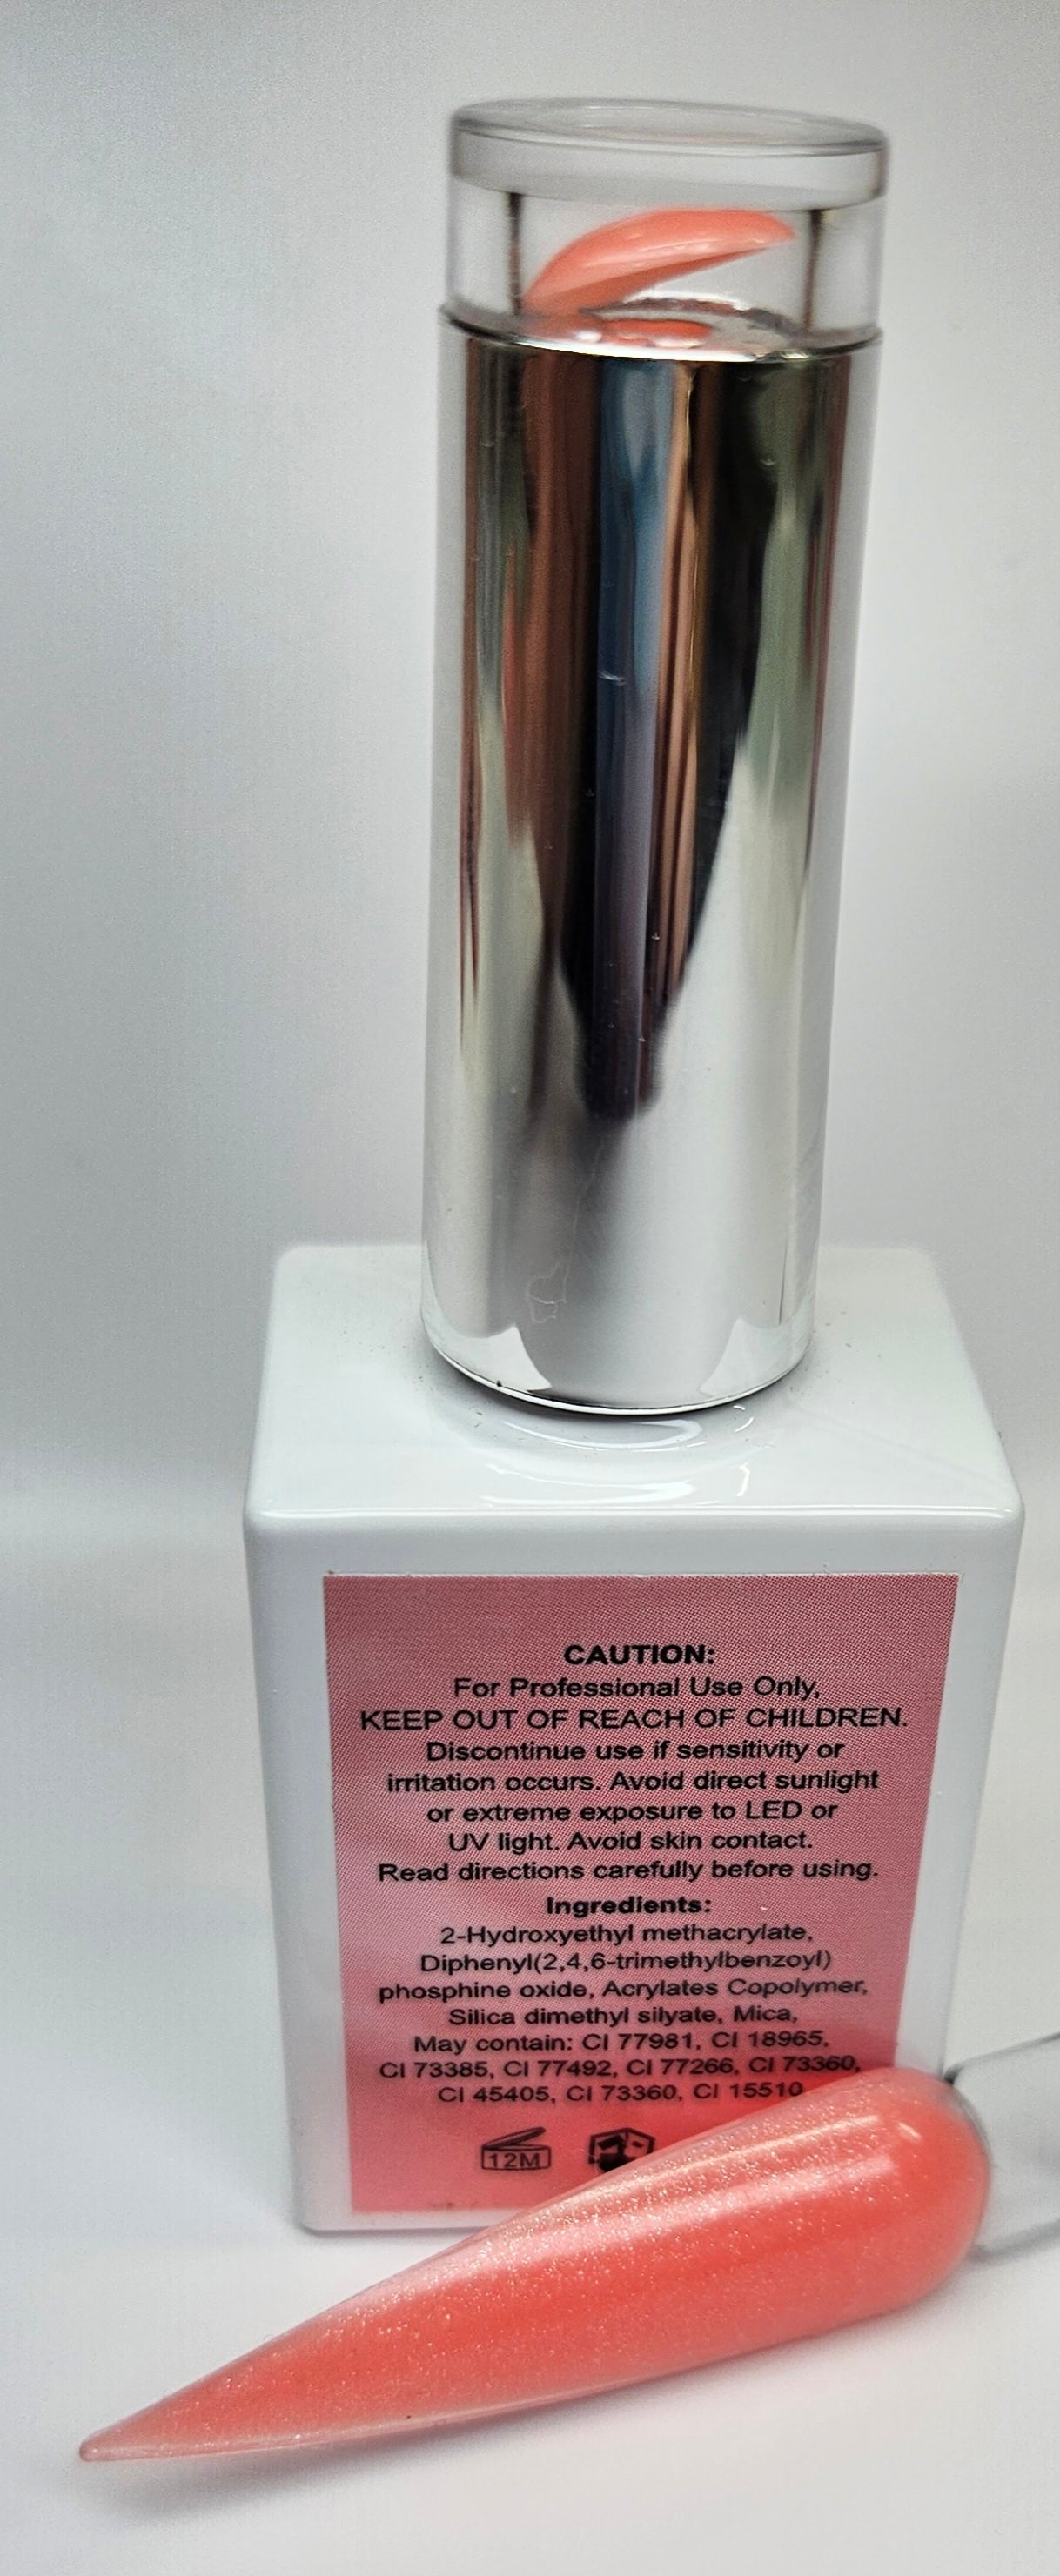 CAUTION:
For Professional Use Only,
KEEP OUT OF REACH OF CHILDREN.
Discontinue use if sensitivity or
irritation occurs. Avoid direct sunlight
or extreme exposure to LED or
UV light. Avoid skin contact.
Read directions carefully before using.
Ingredients:
2-Hydroxyethyl methacrylate,
Diphenyl(2,4,6-trimethylbenzoyl)
phosphine oxide, Acrylates Copolymer,
Silica dimethyl silyate, Mica,
May contain: CI 77981, CI 18965,
CI 73385, CI 77492, CI 77266, CI 73360,
CI 45405, CI 73360, CI 15510
12M